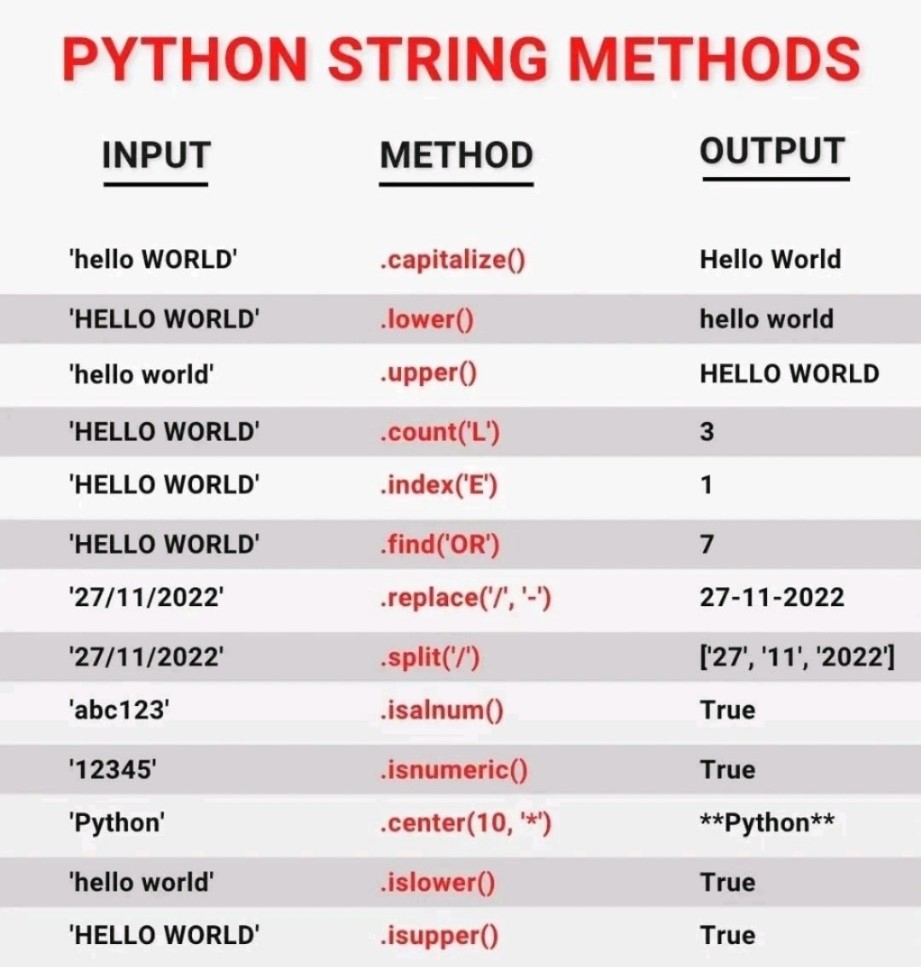 PYTHON STRING METHODS
INPUT METHOD OUTPUT
'hello WORLD' .capitalize() Hello World
'HELLO WORLD' .lower() hello world
'hello world' .upper() HELLO WORLD
'HELLO WORLD' .count('L') 3
'HELLO WORLD' .index('E') 1
'HELLO WORLD' .find('OR') 7
'27/11/2022' .replace('/', '-') 27-11-2022
'27/11/2022' .split('/') ['27', '11', '2022']
'abc123' .isalnum() True
'12345' .isnumeric() True
'Python' .center(10, '*') **Python**
'hello world' .islower() True
'HELLO WORLD' .isupper() True